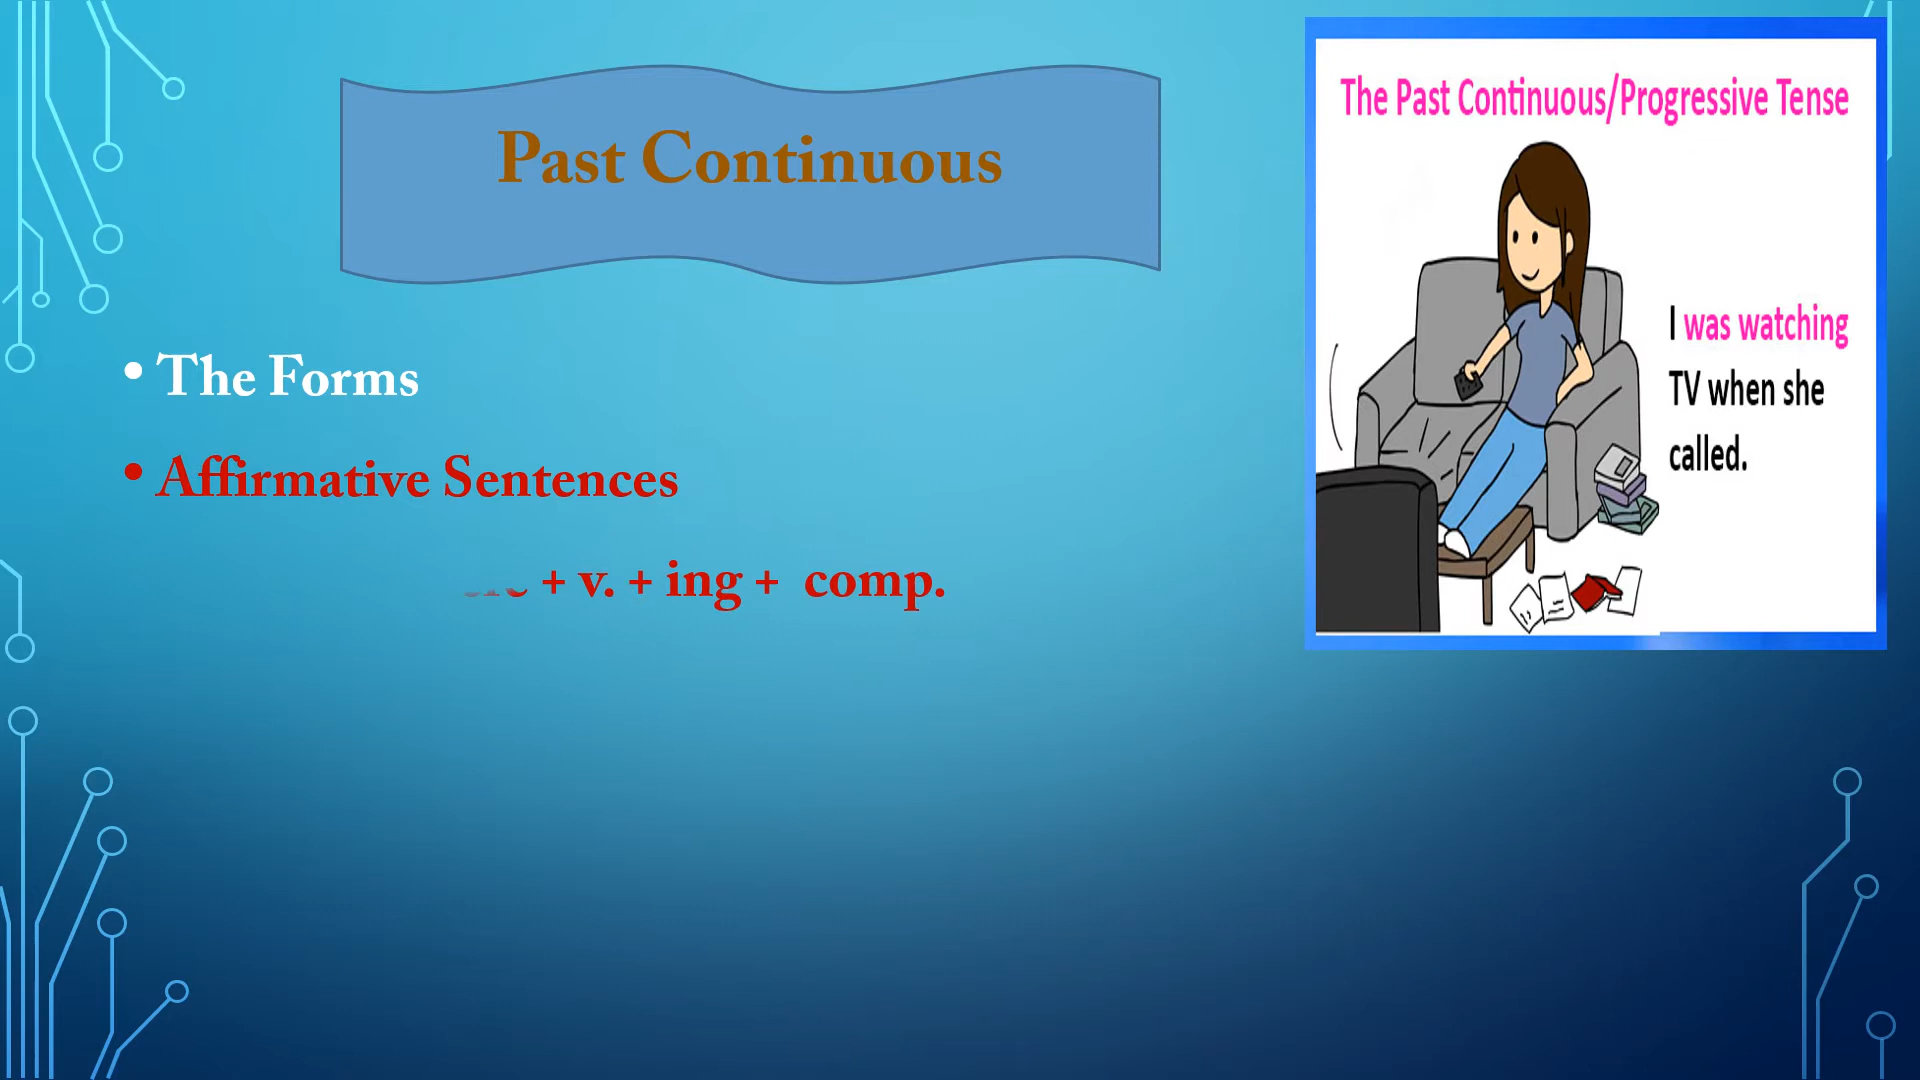 Past Continuous
The Past Continuous/Progressive Tense
I was watching
TV when she
called.
• The Forms
• Affirmative Sentences
+ v. + ing + comp.